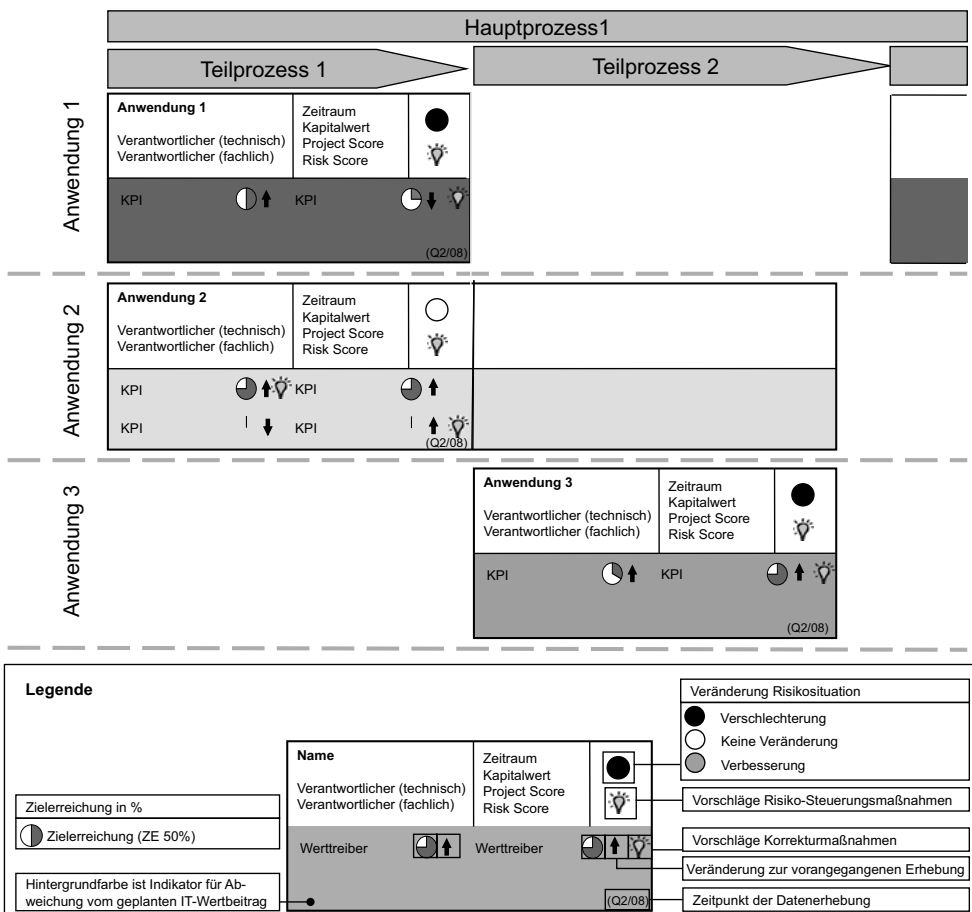 Hauptprozess1
Teilprozess 1
Teilprozess 2
Anwendung 1
Anwendung 1
Verantwortlicher (technisch)
Verantwortlicher (fachlich)
Zeitraum
Kapitalwert
Project Score
Risk Score
KPI
KPI
(Q2/08)
Anwendung 2
Anwendung 2
Verantwortlicher (technisch)
Verantwortlicher (fachlich)
Zeitraum
Kapitalwert
Project Score
Risk Score
KPI
KPI
KPI
KPI
(Q2/08)
Anwendung 3
Anwendung 3
Verantwortlicher (technisch)
Verantwortlicher (fachlich)
Zeitraum
Kapitalwert
Project Score
Risk Score
KPI
KPI
(Q2/08)
Legende
Zielerreichung in %
Zielerreichung (ZE 50%)
Hintergrundfarbe ist Indikator für Ab-
weichung vom geplanten IT-Wertbeitrag
Name
Verantwortlicher (technisch)
Verantwortlicher (fachlich)
Zeitraum
Kapitalwert
Project Score
Risk Score
Werttreiber
Werttreiber
(Q2/08)
Veränderung Risikosituation
Verschlechterung
Keine Veränderung
Verbesserung
Vorschläge Risiko-Steuerungsmaßnahmen
Vorschläge Korrekturmaßnahmen
Veränderung zur vorangegangenen Erhebung
Zeitpunkt der Datenerhebung